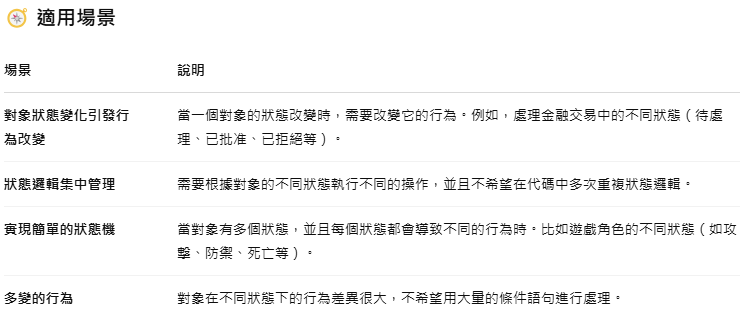 適用場景
場景 說明
對象狀態變化引發行 當一個對象的狀態改變時，需要改變它的行為。例如，處理金融交易中的不同狀態（待處
為改變 理、已批准、已拒絕等）。
狀態邏輯集中管理 需要根據對象的不同狀態執行不同的操作，並且不希望在代碼中多次重複狀態邏輯。
實現簡單的狀態機 當對象有多個狀態，並且每個狀態都會導致不同的行為時。比如遊戲角色的不同狀態（如攻
擊、防禦、死亡等）。
多變的行為 對象在不同狀態下的行為差異很大，不希望用大量的條件語句進行處理。